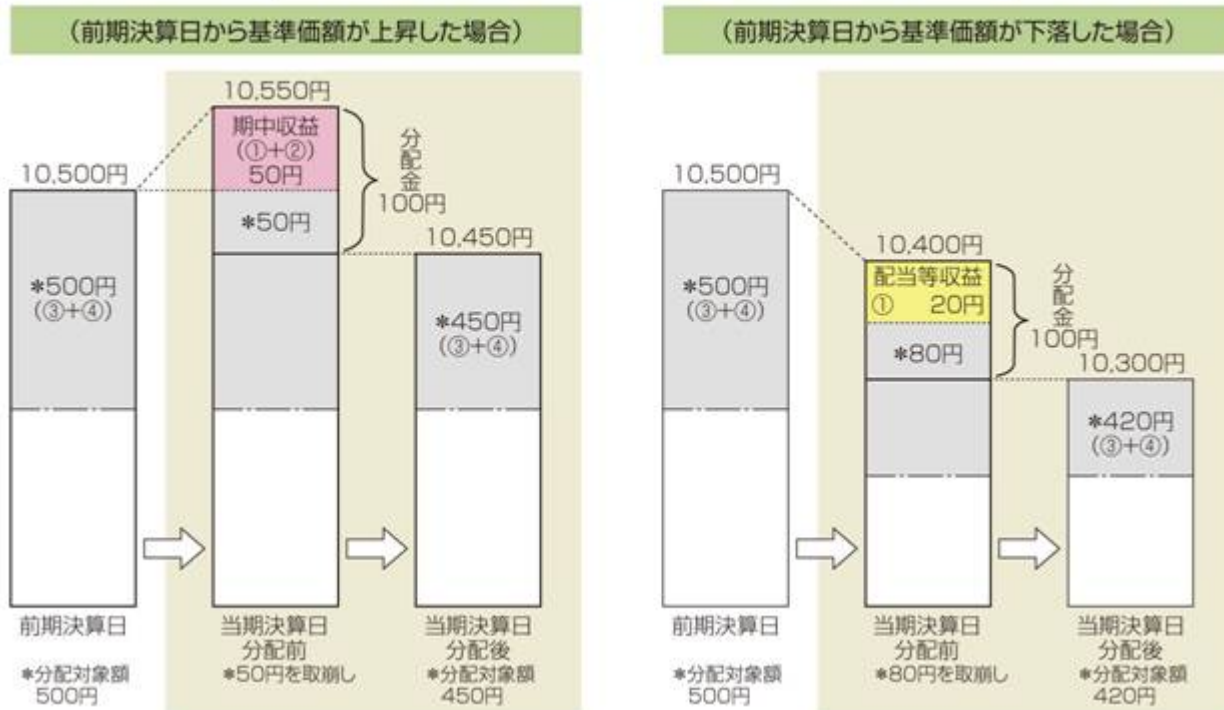 (前期決算日から基準価額が上昇した場合)
10,550円
期中収益
(①+②)
50円
*50円
分配金
100円
10,500円
*500円
(③+④)
10,450円
*450円
(③+④)
前期決算日
*分配対象額
500円
当期決算日
分配前
*50円を取崩し
当期決算日
分配後
*分配対象額
450円
(前期決算日から基準価額が下落した場合)
10,500円
*500円
(③+④)
10,400円
配当等収益
① 20円
*80円
分配金
100円
10,300円
*420円
(③+④)
前期決算日
*分配対象額
500円
当期決算日
分配前
*80円を取崩し
当期決算日
分配後
*分配対象額
420円